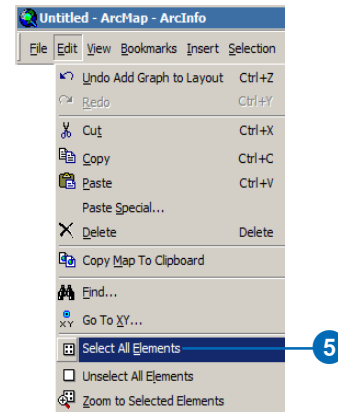 Untitled - ArcMap - ArcInfo
File Edit View Bookmarks Insert Selection
Undo Add Graph to Layout Ctrl+Z
Redo Ctrl+Y
Cut Ctrl+X
Copy Ctrl+C
Paste Ctrl+V
Paste Special...
Delete Delete
Copy Map To Clipboard
Find...
XY Go To XY...
Select All Elements 5
Unselect All Elements
Zoom to Selected Elements